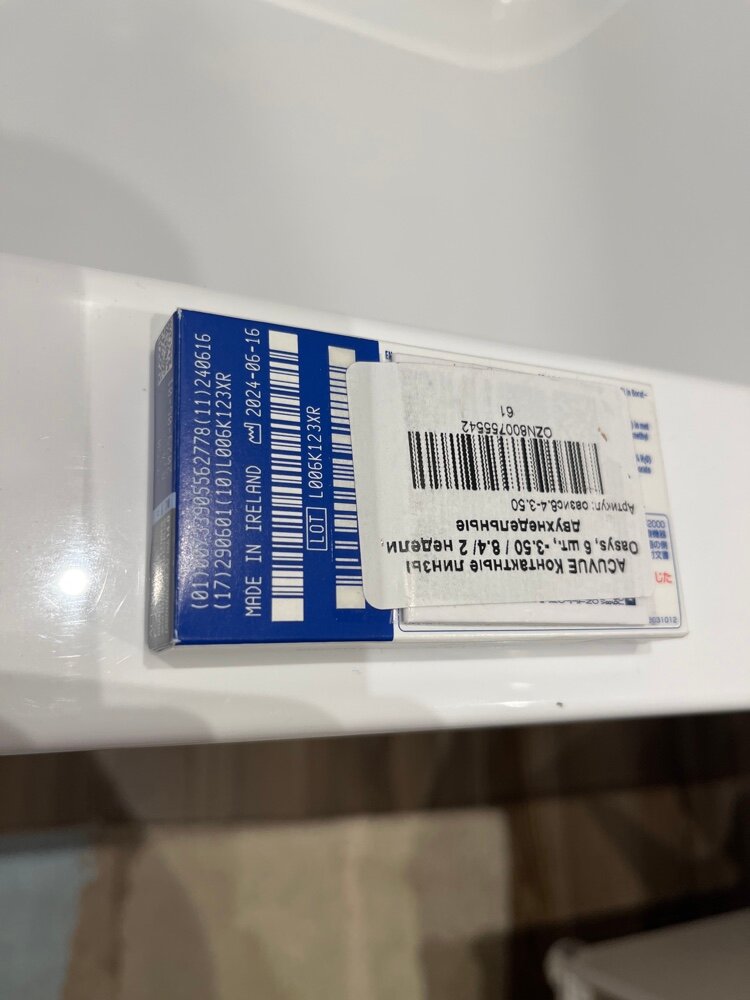 (01)00733905562778(11)240616
(17)290601(10)L006K123XR
MADE IN IRELAND 2024-06-16
LOT L006K123XR
ACUVUE Контактные линзы
Oasys, 6 шт., -3.50 / 8.4/ 2 недели,
двухнедельные
Артикул: оазис8.4-3.50
OZN800755542
61